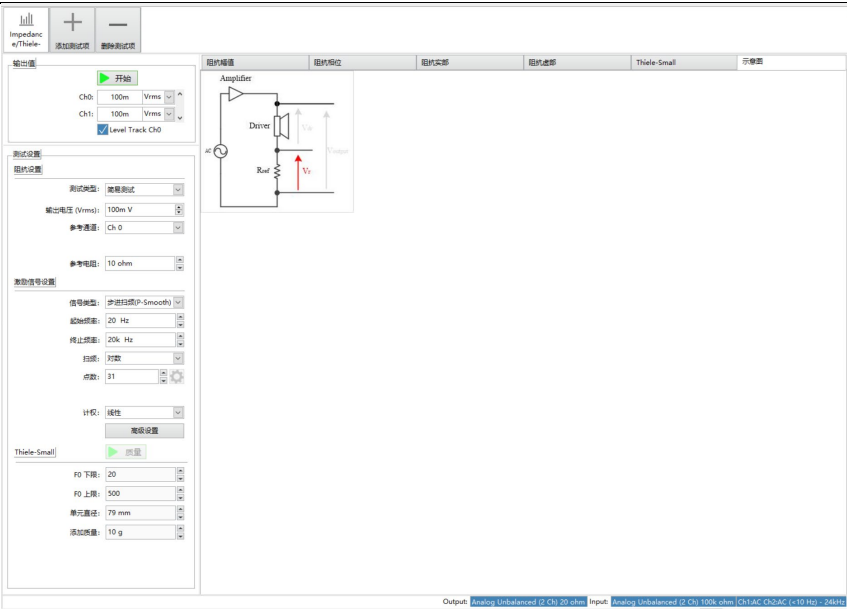 Impedanc
e/Thiele-
添加测试项
删除测试项
输出值
开始
Ch0: 100m Vrms
Ch1: 100m Vrms
Level Track Ch0
测试设置
阻抗设置
测试类型: 简易测试
输出电压 (Vrms): 100m V
参考通道: Ch 0
参考电阻: 10 ohm
激励信号设置
信号类型: 步进扫频(P-Smooth)
起始频率: 20 Hz
终止频率: 20k Hz
扫频: 对数
点数: 31
计权: 线性
高级设置
Thiele-Small 质量
F0 下限: 20
F0 上限: 500
单元直径: 79 mm
添加质量: 10 g
阻抗幅值 阻抗相位 阻抗实部 阻抗虚部 Thiele-Small 示意图
Amplifier
Driver
AC
Rref Vr
Output: Analog Unbalanced (2 Ch) 20 ohm Input: Analog Unbalanced (2 Ch) 100k ohm Ch1:AC Ch2:AC (<10 Hz) - 24kHz